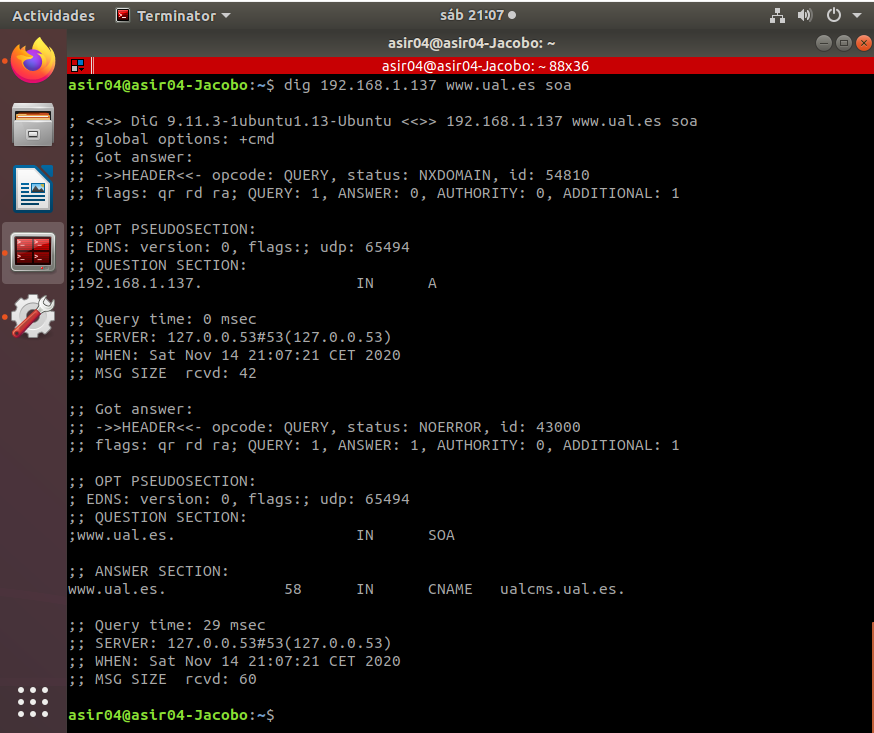 Actividades Terminator sáb 21:07
asir04@asir04-Jacobo: ~
asir04@asir04-Jacobo: ~ 88x36
asir04@asir04-Jacobo:~$ dig 192.168.1.137 www.ual.es soa
; <<>> DiG 9.11.3-1ubuntu1.13-Ubuntu <<>> 192.168.1.137 www.ual.es soa
;; global options: +cmd
;; Got answer:
;; ->>HEADER<<- opcode: QUERY, status: NXDOMAIN, id: 54810
;; flags: qr rd ra; QUERY: 1, ANSWER: 0, AUTHORITY: 0, ADDITIONAL: 1
;; OPT PSEUDOSECTION:
; EDNS: version: 0, flags:; udp: 65494
;; QUESTION SECTION:
;192.168.1.137. IN A
;; Query time: 0 msec
;; SERVER: 127.0.0.53#53(127.0.0.53)
;; WHEN: Sat Nov 14 21:07:21 CET 2020
;; MSG SIZE rcvd: 42
;; Got answer:
;; ->>HEADER<<- opcode: QUERY, status: NOERROR, id: 43000
;; flags: qr rd ra; QUERY: 1, ANSWER: 1, AUTHORITY: 0, ADDITIONAL: 1
;; OPT PSEUDOSECTION:
; EDNS: version: 0, flags:; udp: 65494
;; QUESTION SECTION:
;www.ual.es. IN SOA
;; ANSWER SECTION:
www.ual.es. 58 IN CNAME ualcms.ual.es.
;; Query time: 29 msec
;; SERVER: 127.0.0.53#53(127.0.0.53)
;; WHEN: Sat Nov 14 21:07:21 CET 2020
;; MSG SIZE rcvd: 60
asir04@asir04-Jacobo:~$